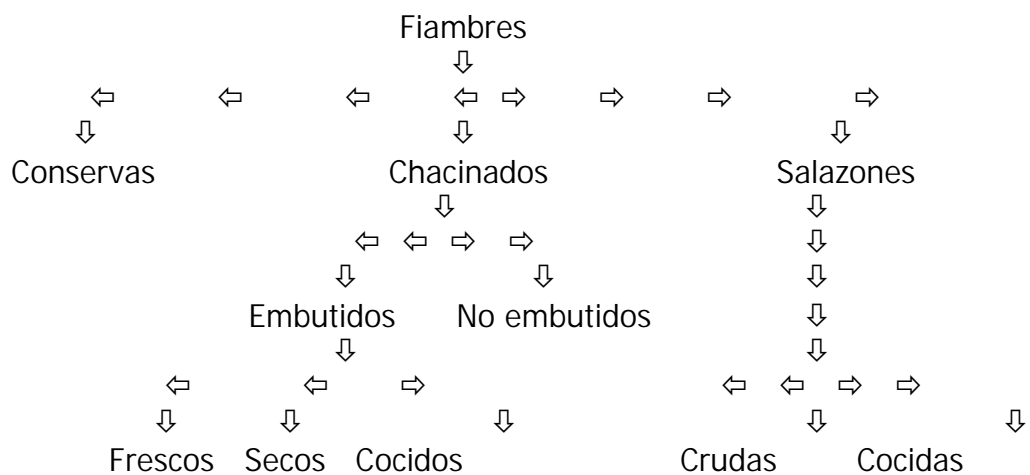 Fiambres
Conservas Chacinados Salazones
Embutidos No embutidos
Frescos Secos Cocidos Crudas Cocidas